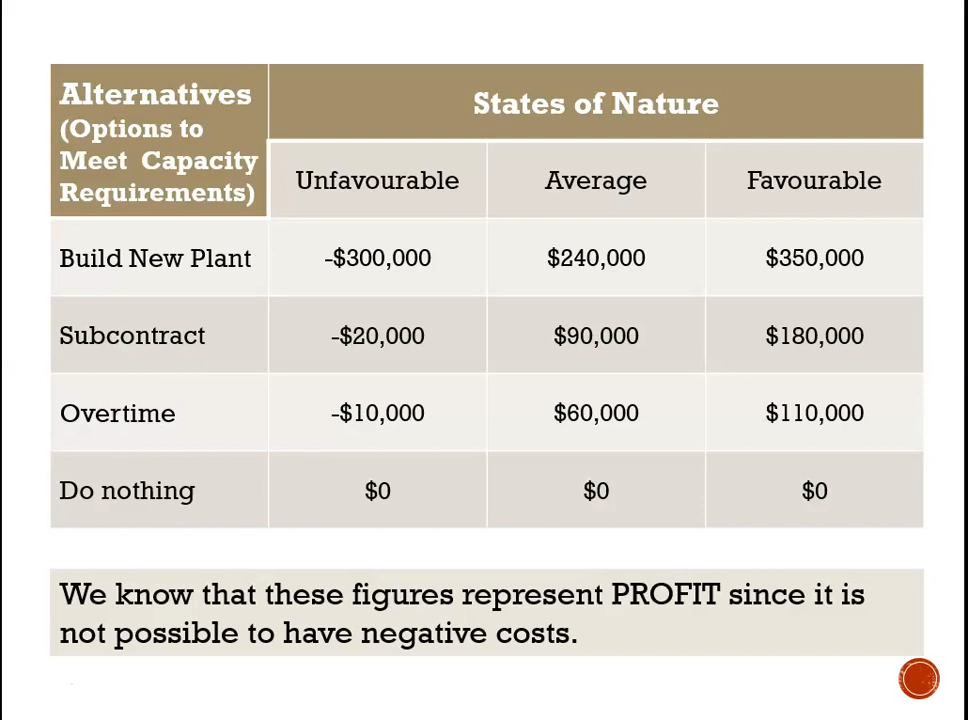 Alternatives
(Options to
Meet Capacity
Requirements)
States of Nature
Unfavourable
Average
Favourable
Build New Plant
-$300,000
$240,000
$350,000
Subcontract
-$20,000
$90,000
$180,000
Overtime
-$10,000
$60,000
$110,000
Do nothing
$0
$0
$0
We know that these figures represent PROFIT since it is
not possible to have negative costs.